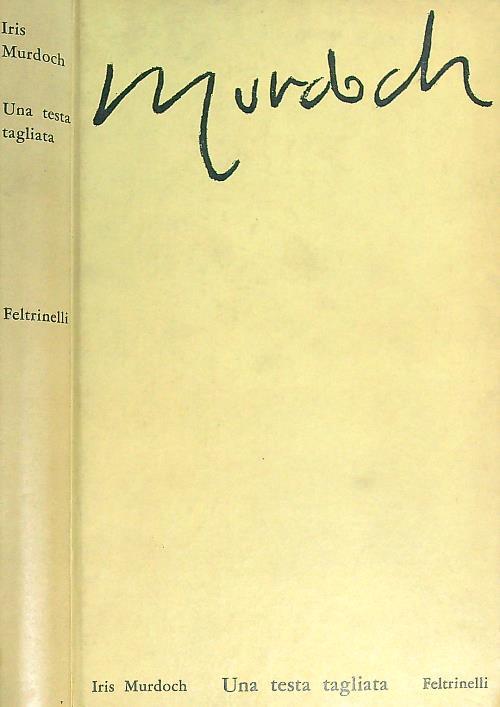 Iris
Murdoch
Una testa
tagliata
Feltrinelli
Murdoch
Iris Murdoch Una testa tagliata Feltrinelli